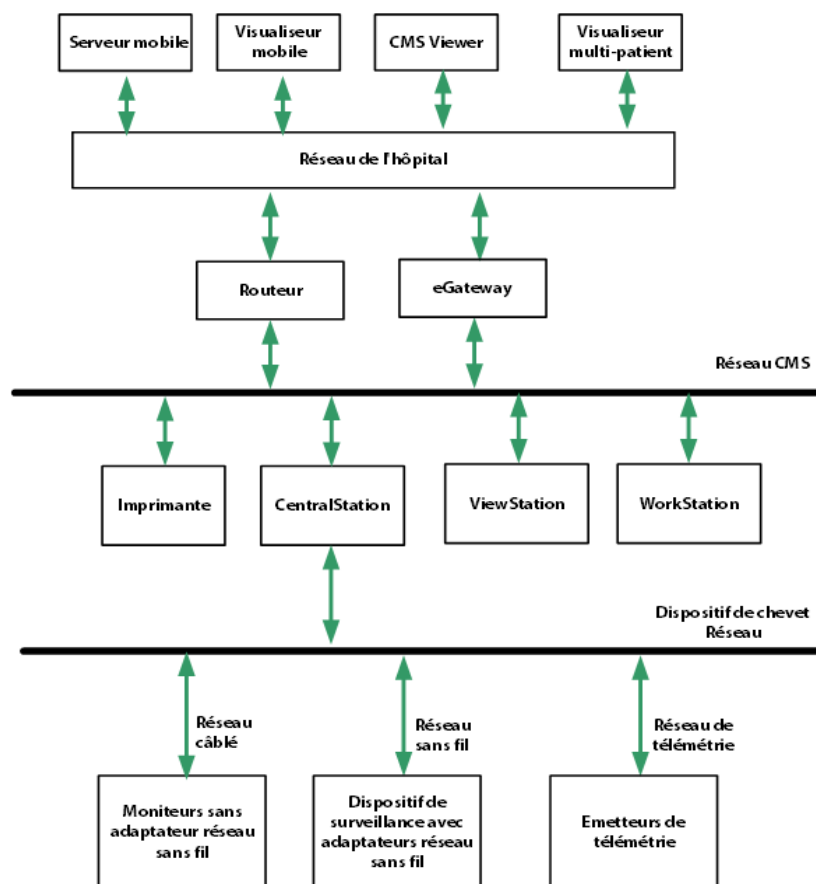 Serveur mobile
Visualiseur
mobile
CMS Viewer
Visualiseur
multi-patient
Réseau de l'hôpital
Routeur
eGateway
Réseau CMS
Imprimante
CentralStation
ViewStation
WorkStation
Dispositif de chevet
Réseau
Réseau
câblé
Réseau
sans fil
Réseau de
télémétrie
Moniteurs sans
adaptateur réseau
sans fil
Dispositif de
surveillance avec
adaptateurs réseau
sans fil
Emetteurs de
télémétrie